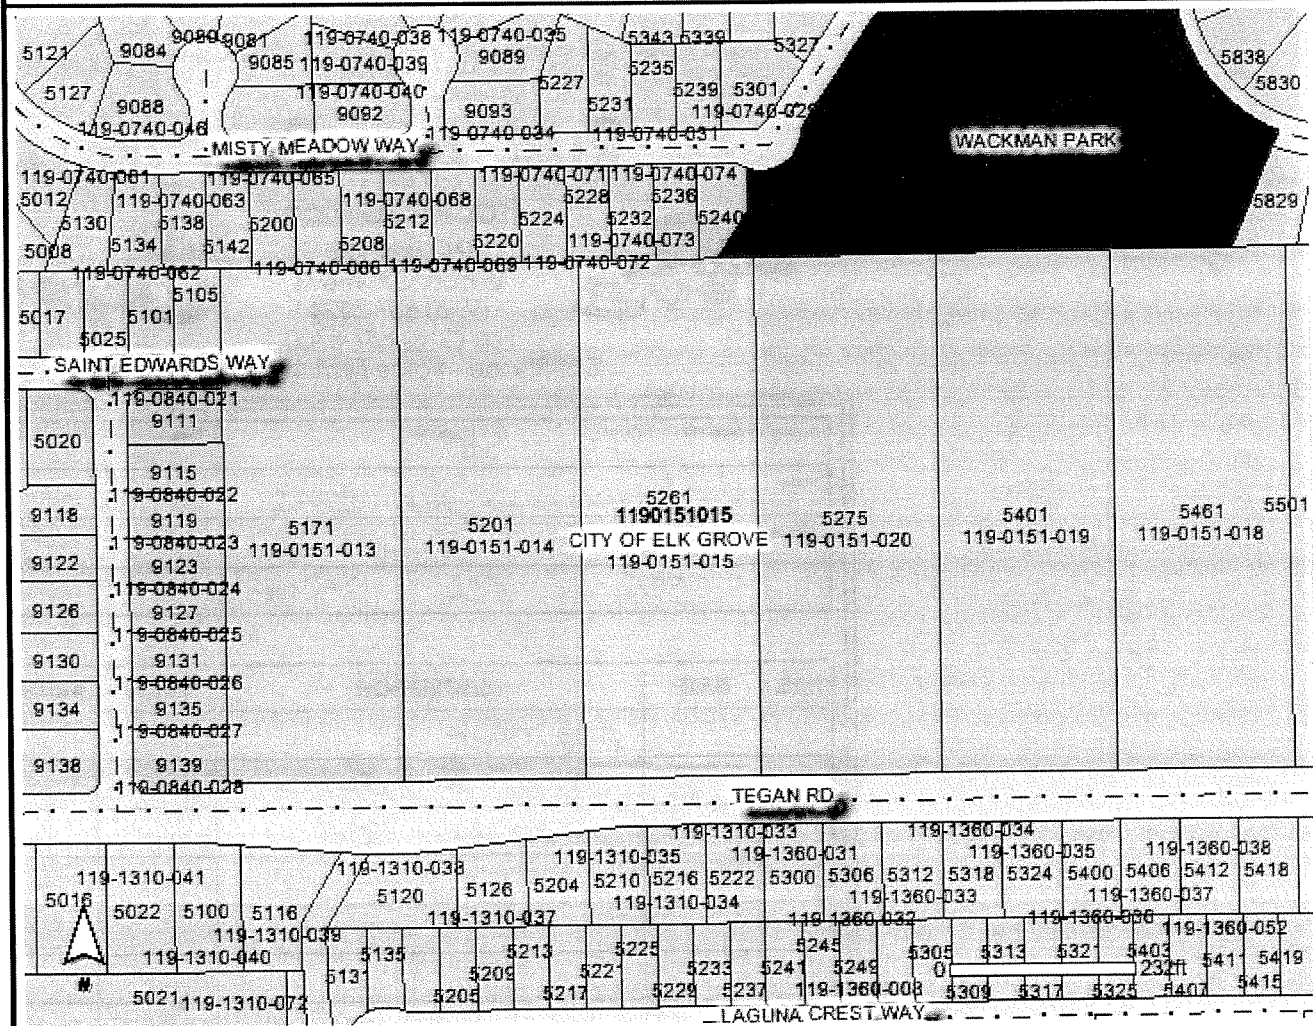 9080 9081 119-0740-038 119-0740-035
5343 5339
5327
5121 9084 9085 119-0740-039 9089
5838
5127 119-0740-040 5227 5235 5239 5301 5830
9088 9092 9093 5231 119-0740-029
119-0740-046 119-0740-034 119-0740-031
MISTY MEADOW WAY WACKMAN PARK
119-0740-061 119-0740-065 119-0740-071 119-0740-074
5012 119-0740-063 119-0740-068 5228 5236 5829
5130 5138 5200 5212 5224 5232 5240
5008 5134 5142 5208 5220 119-0740-073
119-0740-062 119-0740-066 119-0740-069 119-0740-072
5105
5017 5101
5025
SAINT EDWARDS WAY
119-0840-021
9111
5020
9115
119-0840-022 5261
9118 9119 5171 5201 1190151015 5275 5401 5461 5501
119-0840-023 119-0151-013 119-0151-014 CITY OF ELK GROVE 119-0151-020 119-0151-019 119-0151-018
9122 9123 119-0151-015
119-0840-024
9126 9127
119-0840-025
9130 9131
119-0840-026
9134 9135
119-0840-027
9138 9139
119-0840-028
TEGAN RD
119-1310-033 119-1360-034
119-1310-038 119-1310-035 119-1360-031 119-1360-035 119-1360-038
119-1310-041
5016 5120 5126 5204 5210 5216 5222 5300 5306 5312 5318 5324 5400 5406 5412 5418
5022 5100 5116 119-1310-037 119-1310-034 119-1360-033 119-1360-037
119-1360-032 119-1360-036 119-1360-052
119-1310-039
119-1310-040 5135 5213 5225 5245 5305 5313 5321 5403 5411 5419
5131 5209 5221 5233 5241 5249 0 232ft 5415
#
5021 119-1310-072 5205 5217 5229 5237 119-1360-008 5309 5317 5325 5407
LAGUNA CREST WAY